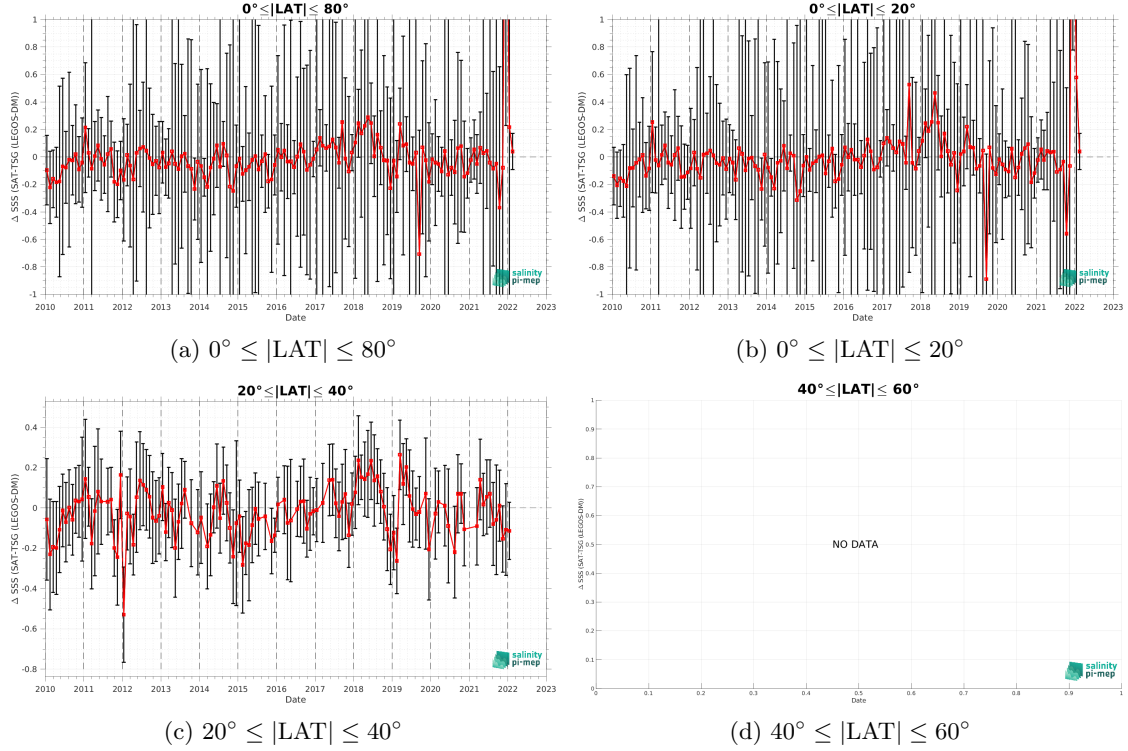 0°≤|LAT|≤ 80°
Δ SSS (SAT-TSG (LEGOS-DM))
1
0.8
0.6
0.4
0.2
0
-0.2
-0.4
-0.6
-0.8
-1
2010 2011 2012 2013 2014 2015 2016 2017 2018 2019 2020 2021 2022 2023
Date
salinity
pi-mep
(a) 0° ≤ |LAT| ≤ 80°
0°≤|LAT|≤ 20°
Δ SSS (SAT-TSG (LEGOS-DM))
1
0.8
0.6
0.4
0.2
0
-0.2
-0.4
-0.6
-0.8
-1
2010 2011 2012 2013 2014 2015 2016 2017 2018 2019 2020 2021 2022 2023
Date
salinity
pi-mep
(b) 0° ≤ |LAT| ≤ 20°
20°≤|LAT|≤ 40°
Δ SSS (SAT-TSG (LEGOS-DM))
0.4
0.2
0
-0.2
-0.4
-0.6
-0.8
2010 2011 2012 2013 2014 2015 2016 2017 2018 2019 2020 2021 2022 2023
Date
salinity
pi-mep
(c) 20° ≤ |LAT| ≤ 40°
40°≤|LAT|≤ 60°
Δ SSS (SAT-TSG (LEGOS-DM))
1
0.9
0.8
0.7
0.6
0.5
0.4
0.3
0.2
0.1
0
NO DATA
0 0.1 0.2 0.3 0.4 0.5 0.6 0.7 0.8 0.9 1
Date
salinity
pi-mep
(d) 40° ≤ |LAT| ≤ 60°